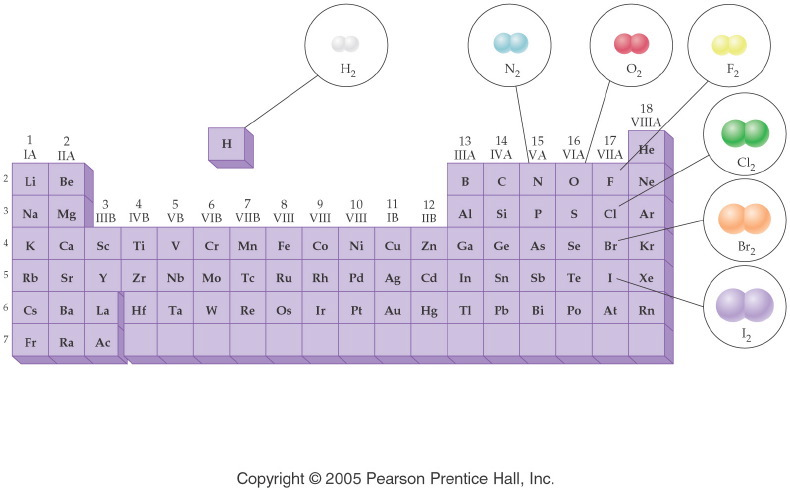 H2
N2
O2
F2
Cl2
Br2
I2
18
VIIIA
1
IA
2
IIA
H
13
IIIA
14
IVA
15
VA
16
VIA
17
VIIA
He
2 Li Be B C N O F Ne
3 Na Mg
3
IIIB
4
IVB
5
VB
6
VIB
7
VIIB
8
VIII
9
VIII
10
VIII
11
IB
12
IIB
Al Si P S Cl Ar
4 K Ca Sc Ti V Cr Mn Fe Co Ni Cu Zn Ga Ge As Se Br Kr
5 Rb Sr Y Zr Nb Mo Tc Ru Rh Pd Ag Cd In Sn Sb Te I Xe
6 Cs Ba La Hf Ta W Re Os Ir Pt Au Hg Tl Pb Bi Po At Rn
7 Fr Ra Ac
Copyright © 2005 Pearson Prentice Hall, Inc.